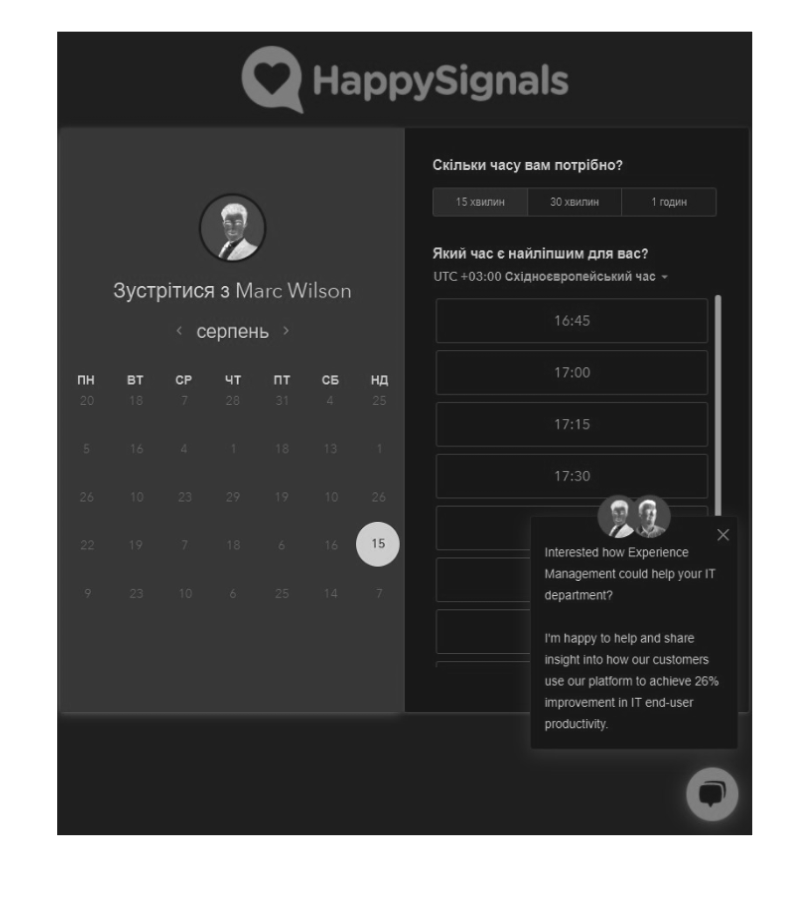 HappySignals
Зустрітися з Marc Wilson
серпень
ПН ВТ СР ЧТ ПТ СБ НД
20 18 7 28 31 4 25
5 16 4 1 18 13 1
26 10 23 29 19 10 26
22 19 7 18 6 16 15
9 23 10 6 25 14 7
Скільки часу вам потрібно?
15 хвилин 30 хвилин 1 годин
Який час є найліпшим для вас?
UTC +03:00 Східноєвропейський час
16:45
17:00
17:15
17:30
Interested how Experience
Management could help your IT
department?
I'm happy to help and share
insight into how our customers
use our platform to achieve 26%
improvement in IT end-user
productivity.